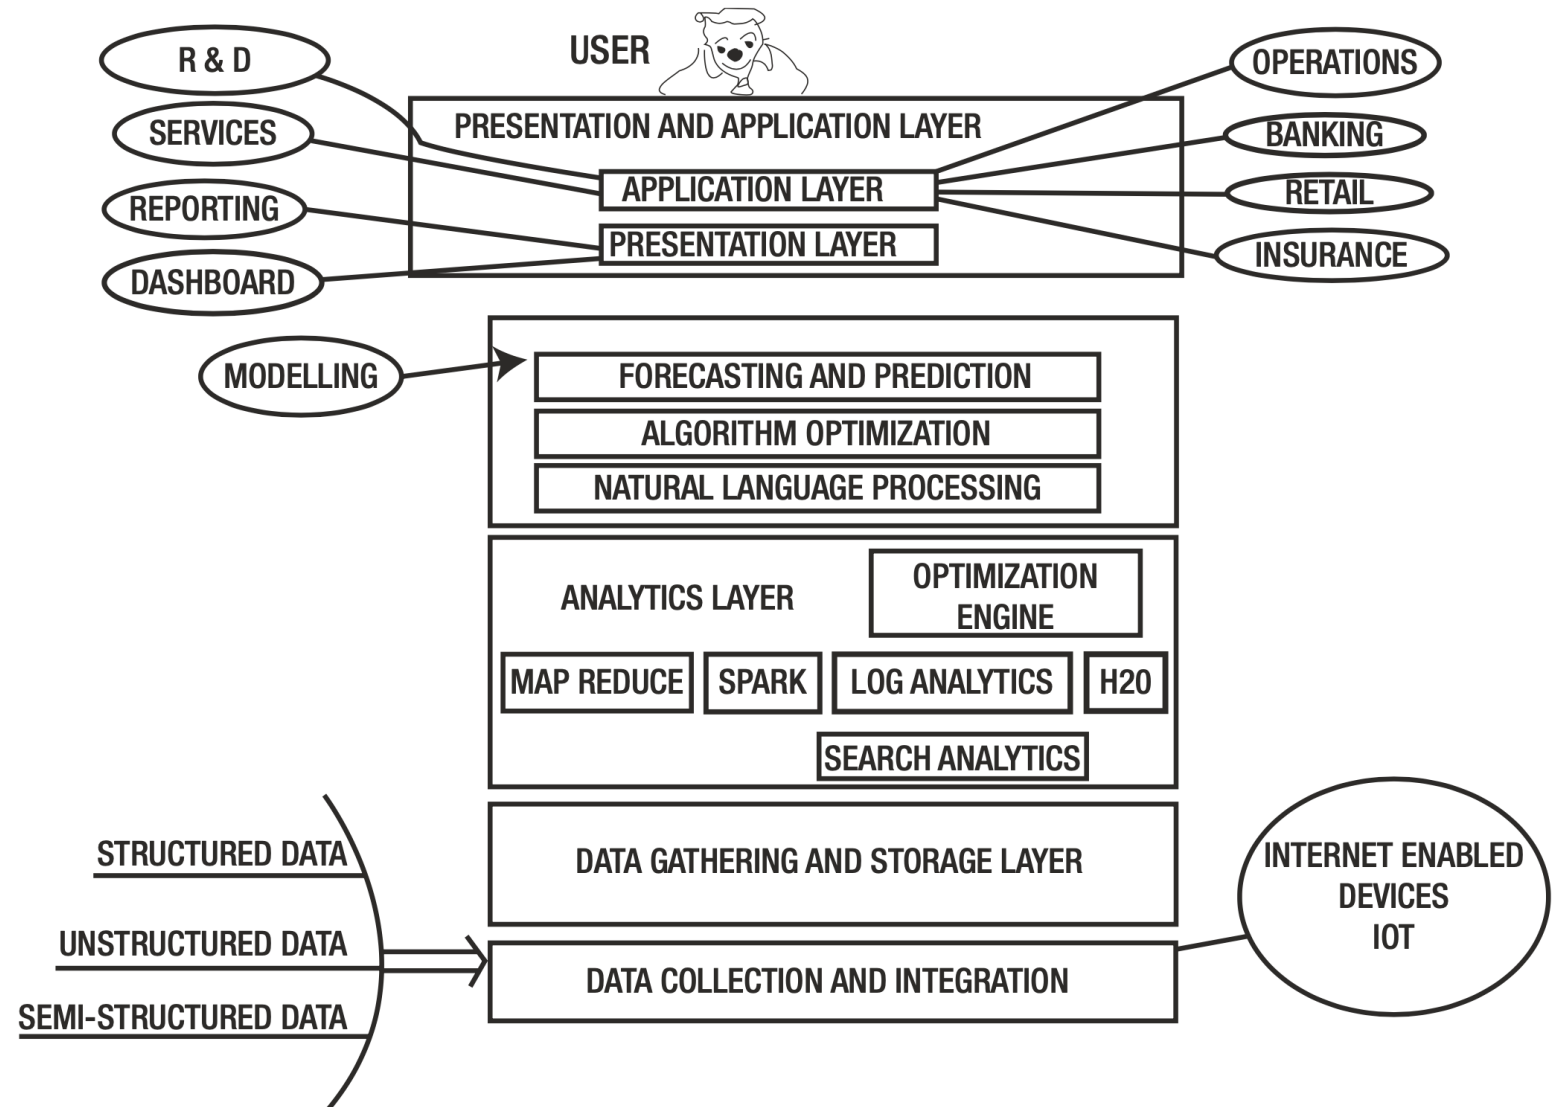 USER
R & D
SERVICES
REPORTING
DASHBOARD
OPERATIONS
BANKING
RETAIL
INSURANCE
PRESENTATION AND APPLICATION LAYER
APPLICATION LAYER
PRESENTATION LAYER
MODELLING
FORECASTING AND PREDICTION
ALGORITHM OPTIMIZATION
NATURAL LANGUAGE PROCESSING
ANALYTICS LAYER
OPTIMIZATION
ENGINE
MAP REDUCE
SPARK
LOG ANALYTICS
H20
SEARCH ANALYTICS
STRUCTURED DATA
UNSTRUCTURED DATA
SEMI-STRUCTURED DATA
DATA GATHERING AND STORAGE LAYER
DATA COLLECTION AND INTEGRATION
INTERNET ENABLED
DEVICES
IOT